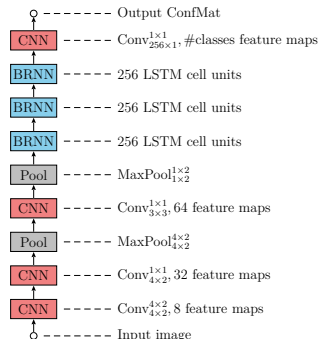 Output ConfMat
CNN Conv^{1×1}_{256×1}, #classes feature maps
BRNN 256 LSTM cell units
BRNN 256 LSTM cell units
BRNN 256 LSTM cell units
Pool MaxPool^{1×2}_{1×2}
CNN Conv^{1×1}_{3×3}, 64 feature maps
Pool MaxPool^{4×2}_{4×2}
CNN Conv^{1×1}_{4×2}, 32 feature maps
CNN Conv^{4×2}_{4×2}, 8 feature maps
Input image